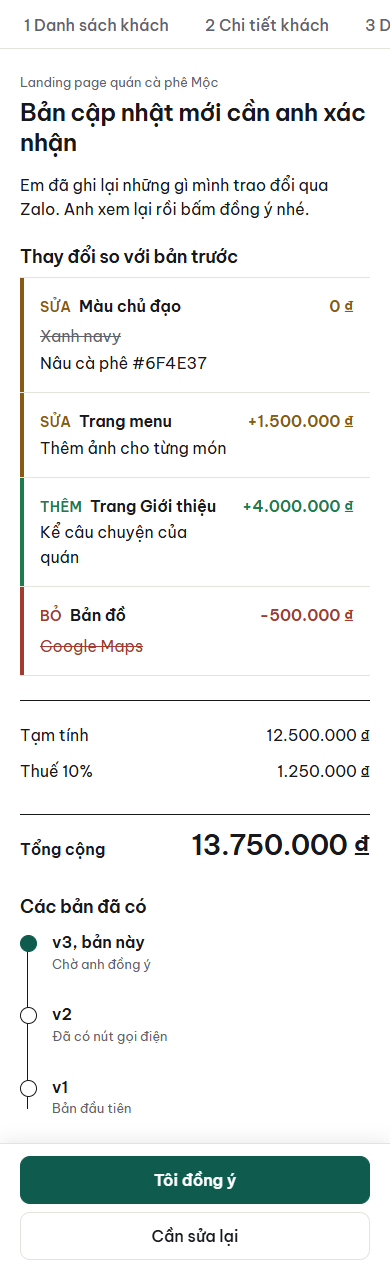 1 Danh sách khách
2 Chi tiết khách
3 D
Landing page quán cà phê Mộc
Bản cập nhật mới cần anh xác
nhận
Em đã ghi lại những gì mình trao đổi qua
Zalo. Anh xem lại rồi bấm đồng ý nhé.
Thay đổi so với bản trước
SỬA Màu chủ đạo 0 ₫
Xanh navy
Nâu cà phê #6F4E37
SỬA Trang menu +1.500.000 ₫
Thêm ảnh cho từng món
THÊM Trang Giới thiệu +4.000.000 ₫
Kể câu chuyện của
quán
BỎ Bản đồ -500.000 ₫
Google Maps
Tạm tính 12.500.000 ₫
Thuế 10% 1.250.000 ₫
Tổng cộng 13.750.000 ₫
Các bản đã có
v3, bản này
Chờ anh đồng ý
v2
Đã có nút gọi điện
v1
Bản đầu tiên
Tôi đồng ý
Cần sửa lại